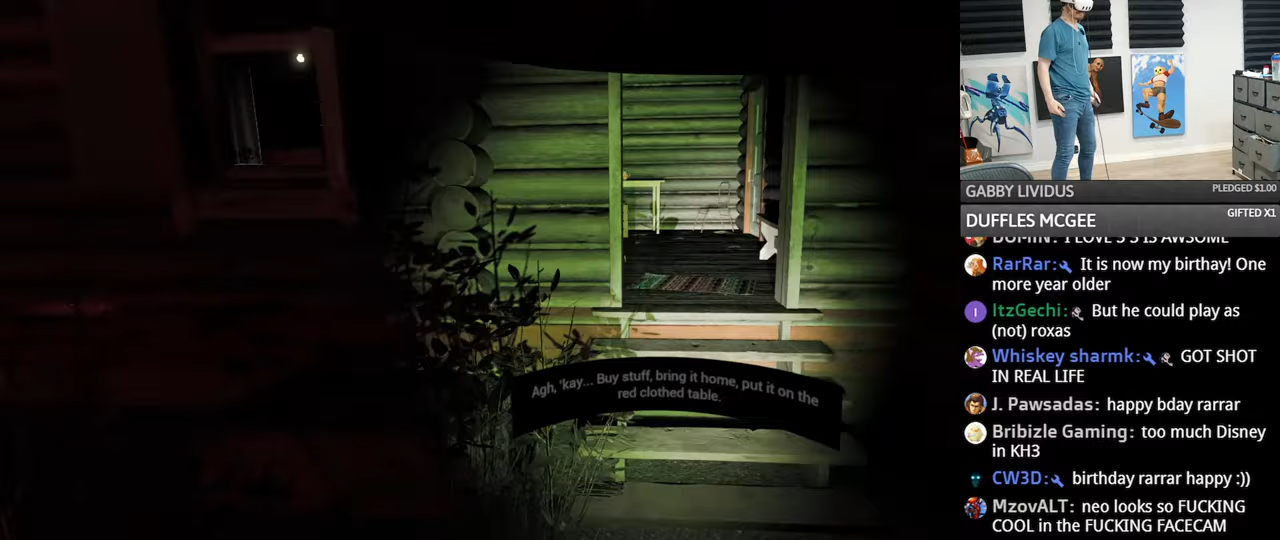 Agh, 'kay... Buy stuff, bring it home, put it on the
red clothed table.
GABBY LIVIDUS PLEDGED $1.00
DUFFLES MCGEE GIFTED X1
RarRar: It is now my birthay! One
more year older
ItzGechi: But he could play as
(not) roxas
Whiskey sharmk: GOT SHOT
IN REAL LIFE
J. Pawsadas: happy bday rarrar
Bribizle Gaming: too much Disney
in KH3
CW3D: birthday rarrar happy :))
MzovALT: neo looks so FUCKING
COOL in the FUCKING FACECAM